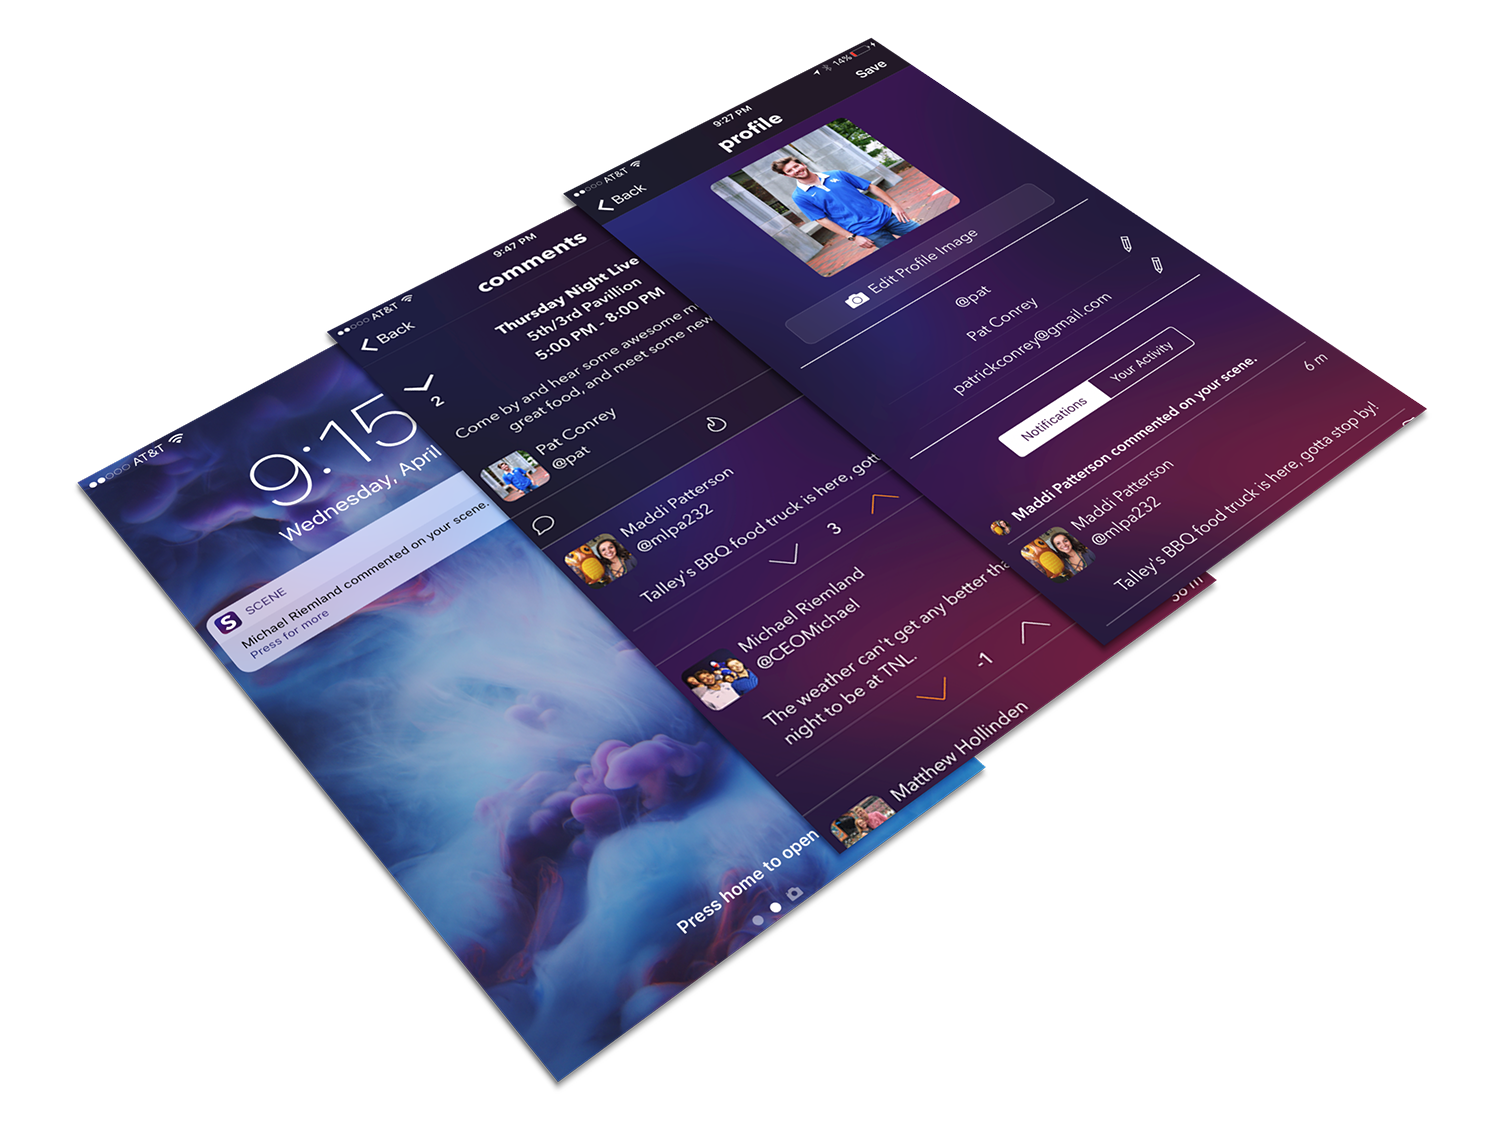 AT&T
9:15
Wednesday, April
SCENE
Michael Riemland commented on your scene.
Press for more
Press home to open
AT&T
9:47 PM
Back
comments
Thursday Night Live
5th/3rd Pavillion
5:00 PM - 8:00 PM
2
Come by and hear some awesome m
great food, and meet some new
Pat Conrey
@pat
Maddi Patterson
@mlpa232
Talley's BBQ food truck is here, gott
3
Michael Riemland
@CEOMichael
The weather can't get any better tha
night to be at TNL.
-1
Matthew Hollinden
AT&T
9:27 PM
14%
Back
profile
Save
Edit Profile Image
@pat
Pat Conrey
patrickconrey@gmail.com
Notifications
Your Activity
Maddi Patterson commented on your scene.
6 m
Maddi Patterson
@mlpa232
Talley's BBQ food truck is here, gotta stop by!